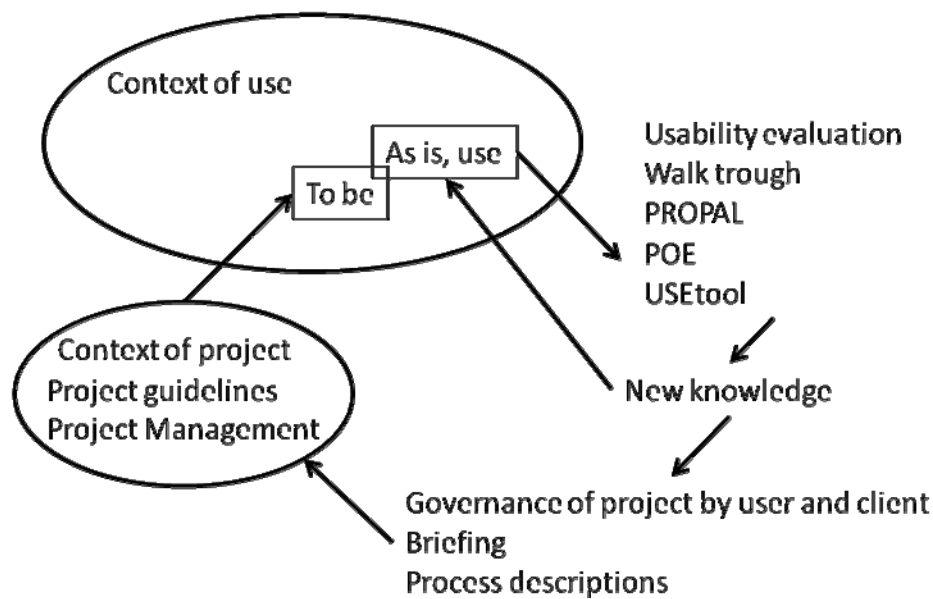 Context of use
As is, use
To be
Usability evaluation
Walk trough
PROPAL
POE
USEtool
Context of project
Project guidelines
Project Management
New knowledge
Governance of project by user and client
Briefing
Process descriptions